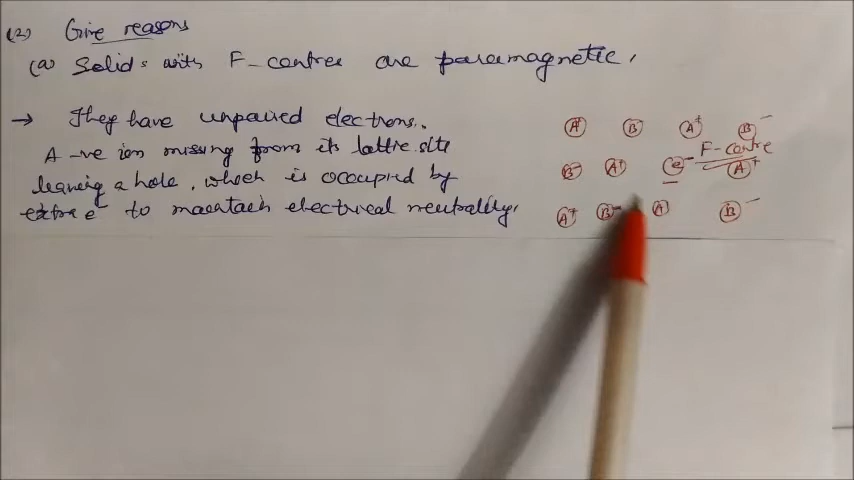 (2) Give reasons
(a) Solids with F-centre are paramagnetic.
→ They have unpaired electrons.
A -ve ion missing from its lattice site
leaving a hole, which is occupied by
extra e⁻ to maintain electrical neutrality.
A⁺ B⁻ A⁺ B⁻
F-centre
B⁻ A⁺ e⁻ A⁺
A⁺ B⁻ A B⁻